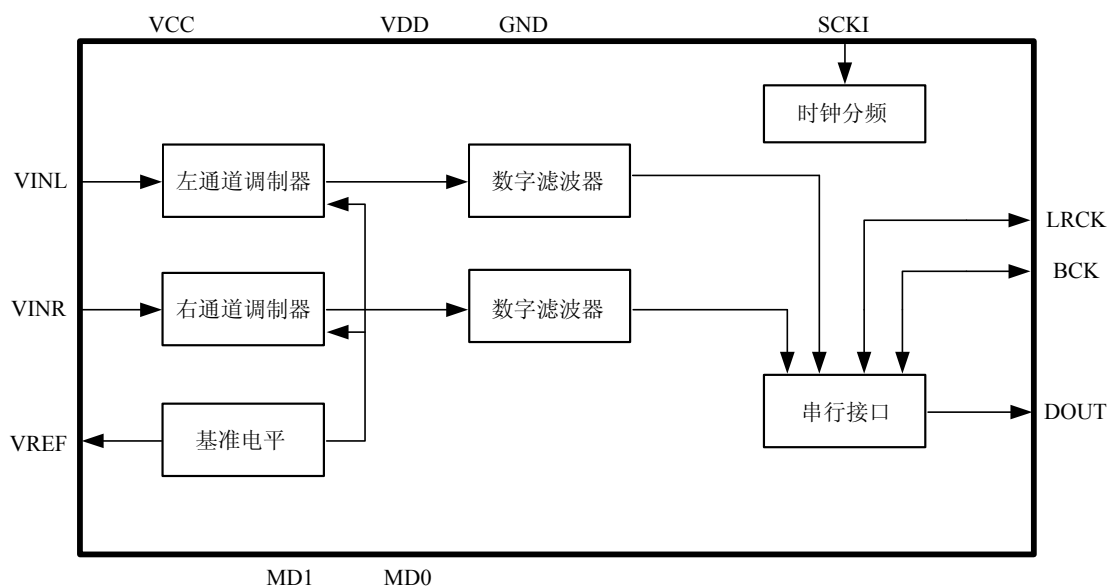 VCC
VDD
GND
SCKI
时钟分频
VINL
左通道调制器
数字滤波器
LRCK
BCK
VINR
右通道调制器
数字滤波器
VREF
基准电平
串行接口
DOUT
MD1
MD0